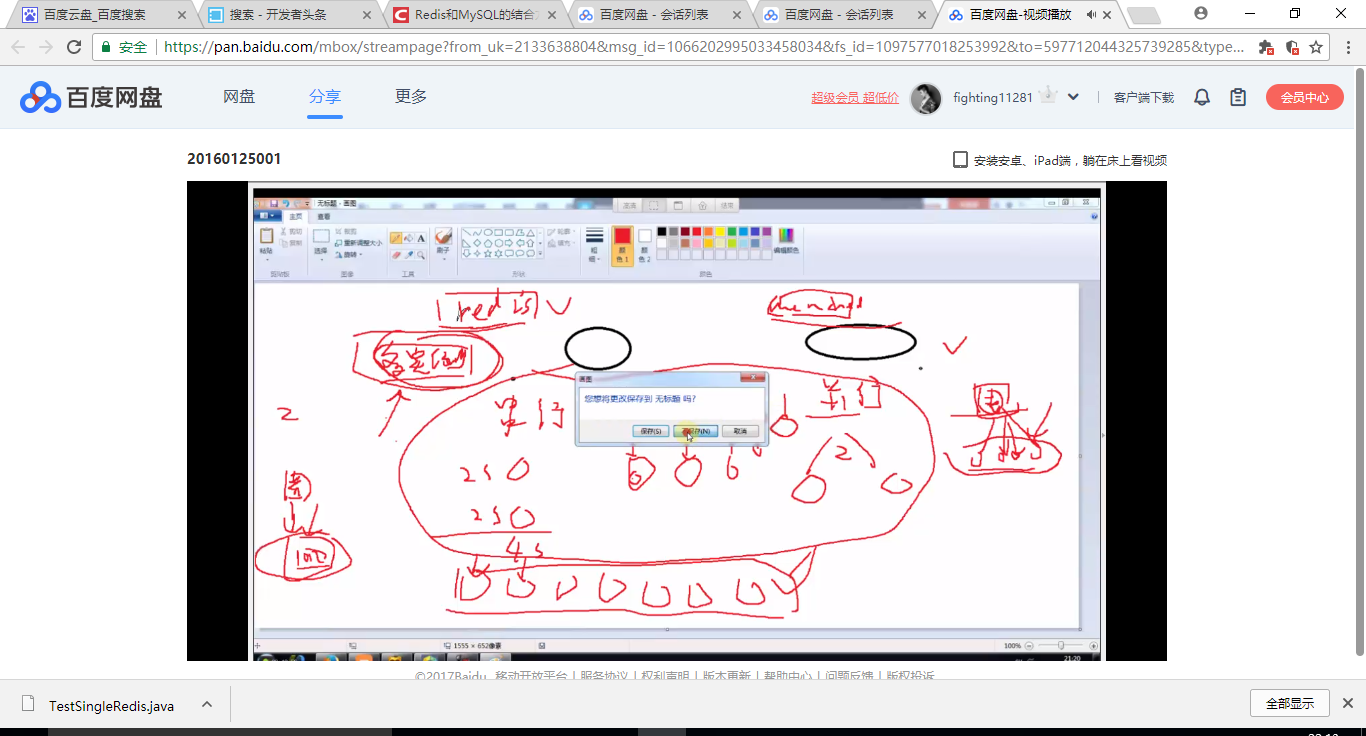 百度云盘_百度搜索
搜索 - 开发者头条
Redis和MySQL的结合方
百度网盘 - 会话列表
百度网盘 - 会话列表
百度网盘-视频播放
安全 https://pan.baidu.com/mbox/streampage?from_uk=2133638804&msg_id=1066202995033458034&fs_id=1097577018253992&to=597712044325739285&type...
百度网盘
网盘
分享
更多
超级会员 超低价
fighting11281
客户端下载
会员中心
20160125001
安装安卓、iPad端，躺在床上看视频
无标题 - 画图
主页
查看
粘贴
剪切
复制
剪贴板
选择
裁剪
重新调整大小
旋转
图像
工具
刷子
形状
轮廓
填充
粗细
颜色 1
颜色 2
颜色
编辑颜色
redis
单行
单行
2
2
250
250
4s
画图
您想将更改保存到 无标题 吗?
保存(S)
不保存(N)
取消
1555 × 652像素
100%
21:20
©2017Baidu 移动开放平台 | 服务协议 | 权利声明 | 版本更新 | 帮助中心 | 问题反馈 | 版权投诉
TestSingleRedis.java
全部显示